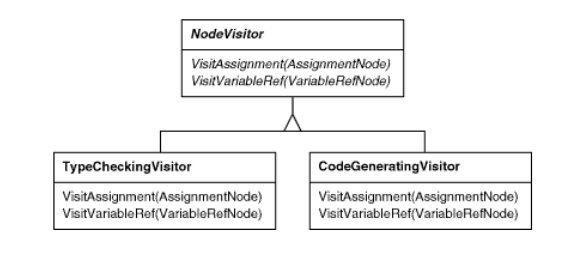 NodeVisitor
VisitAssignment(AssignmentNode)
VisitVariableRef(VariableRefNode)
TypeCheckingVisitor
VisitAssignment(AssignmentNode)
VisitVariableRef(VariableRefNode)
CodeGeneratingVisitor
VisitAssignment(AssignmentNode)
VisitVariableRef(VariableRefNode)